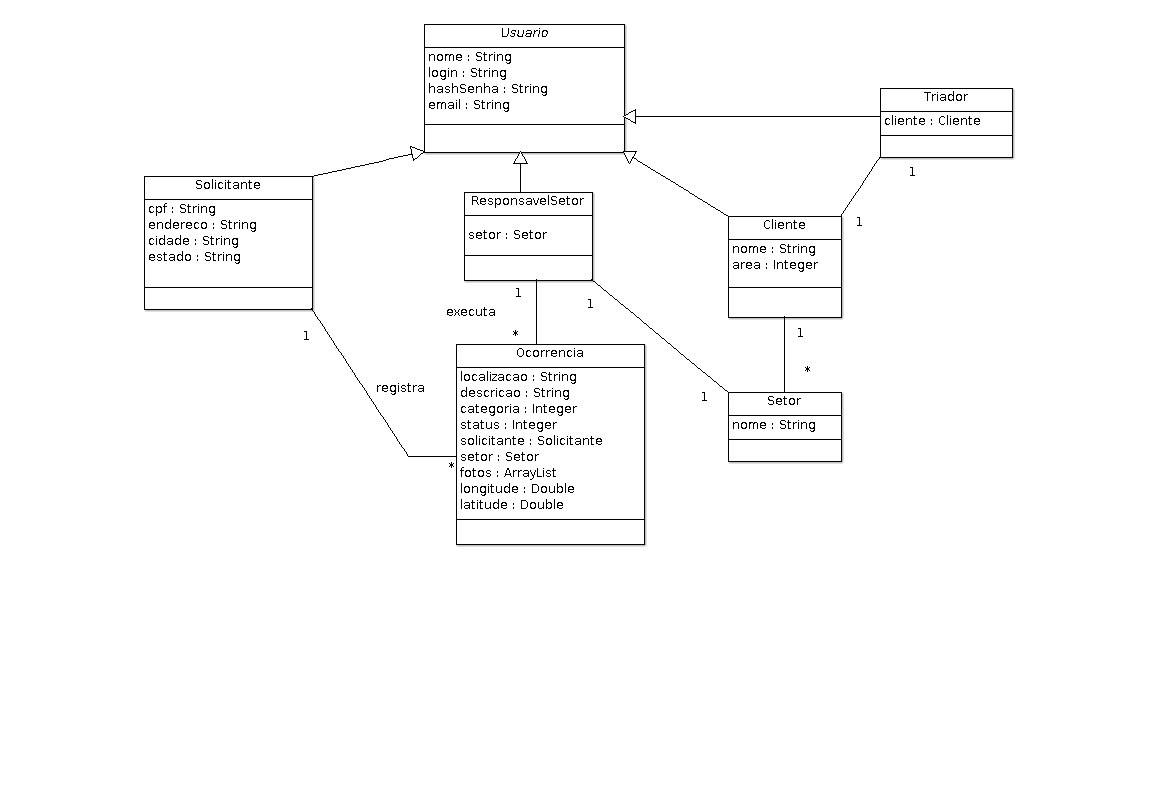 Usuario
nome : String
login : String
hashSenha : String
email : String
Triador
cliente : Cliente
1
1
Solicitante
cpf : String
endereco : String
cidade : String
estado : String
1
ResponsavelSetor
setor : Setor
1
1
executa
*
Cliente
nome : String
area : Integer
1
*
registra
*
Ocorrencia
localizacao : String
descricao : String
categoria : Integer
status : Integer
solicitante : Solicitante
setor : Setor
fotos : ArrayList
longitude : Double
latitude : Double
1
Setor
nome : String